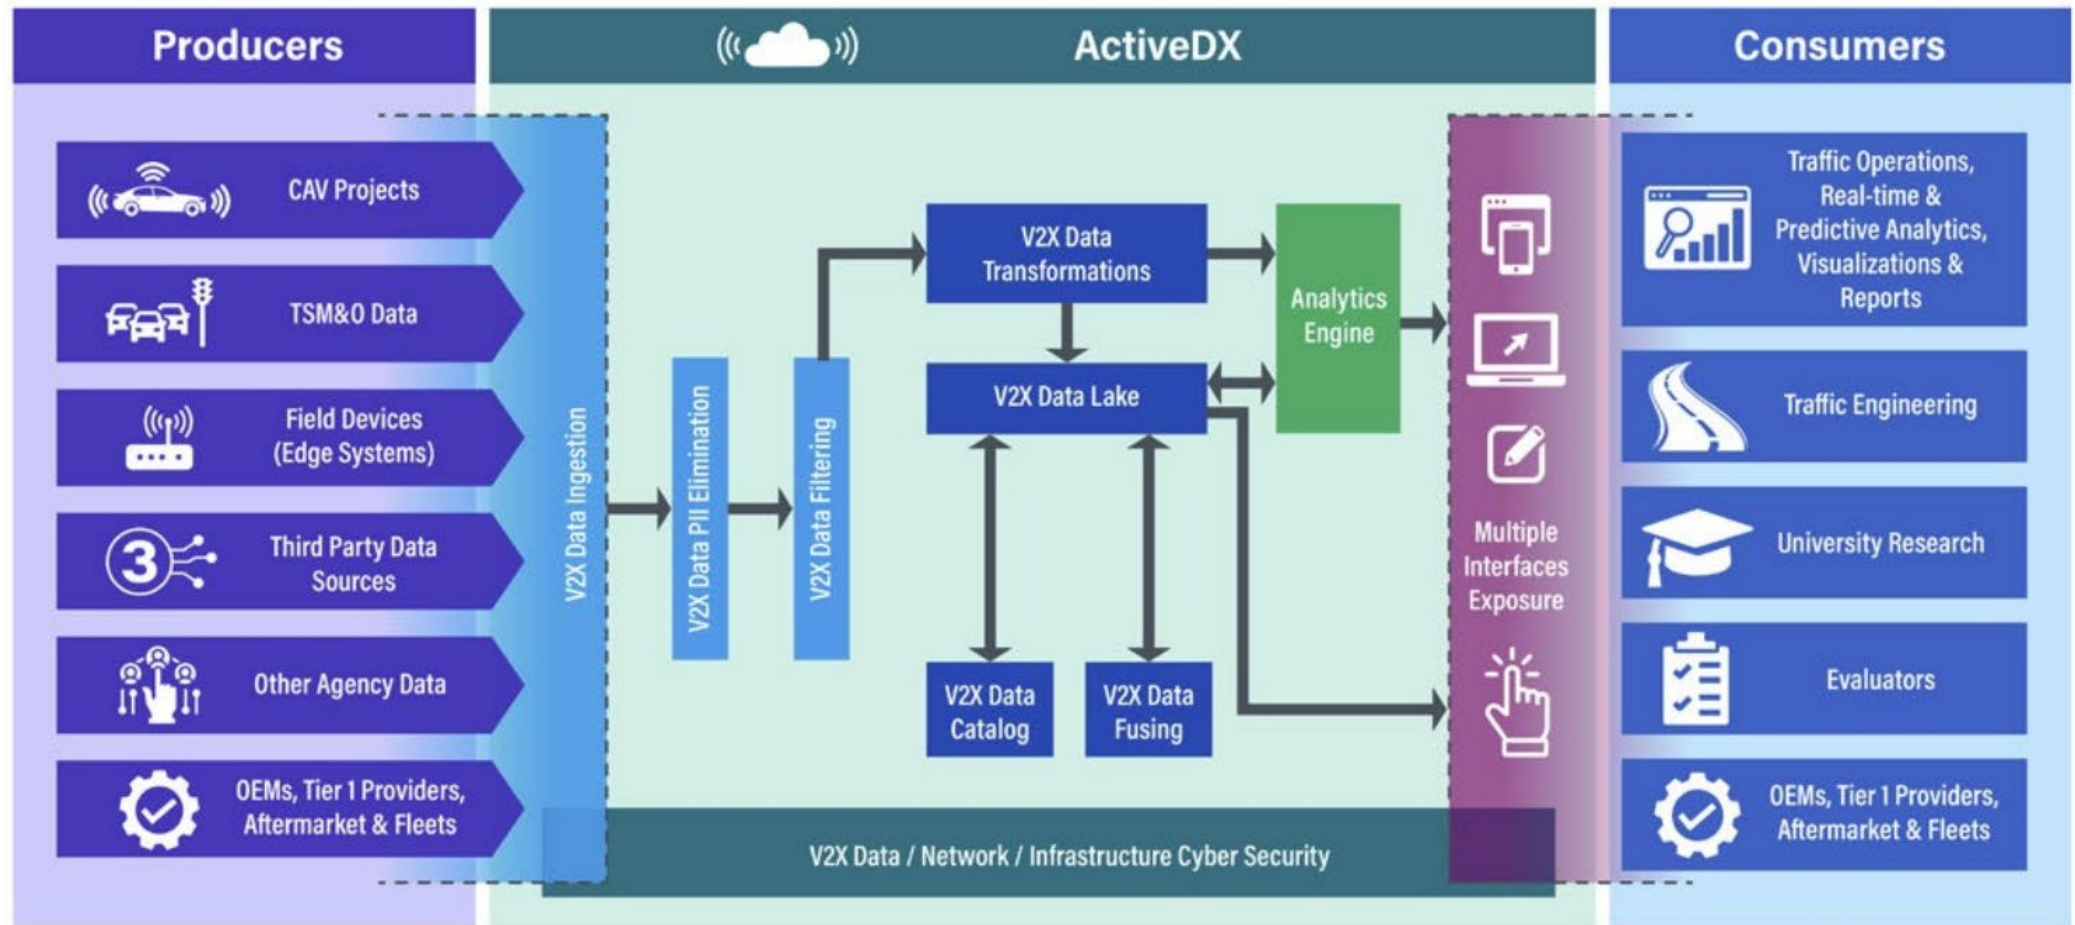 Producers
ActiveDX
Consumers
CAV Projects
TSM&O Data
Field Devices
(Edge Systems)
3
Third Party Data
Sources
Other Agency Data
OEMs, Tier 1 Providers,
Aftermarket & Fleets
V2X Data Ingestion
V2X Data PII Elimination
V2X Data Filtering
V2X Data
Transformations
V2X Data Lake
V2X Data
Catalog
V2X Data
Fusing
Analytics
Engine
V2X Data / Network / Infrastructure Cyber Security
Multiple
Interfaces
Exposure
Traffic Operations,
Real-time &
Predictive Analytics,
Visualizations &
Reports
Traffic Engineering
University Research
Evaluators
OEMs, Tier 1 Providers,
Aftermarket & Fleets